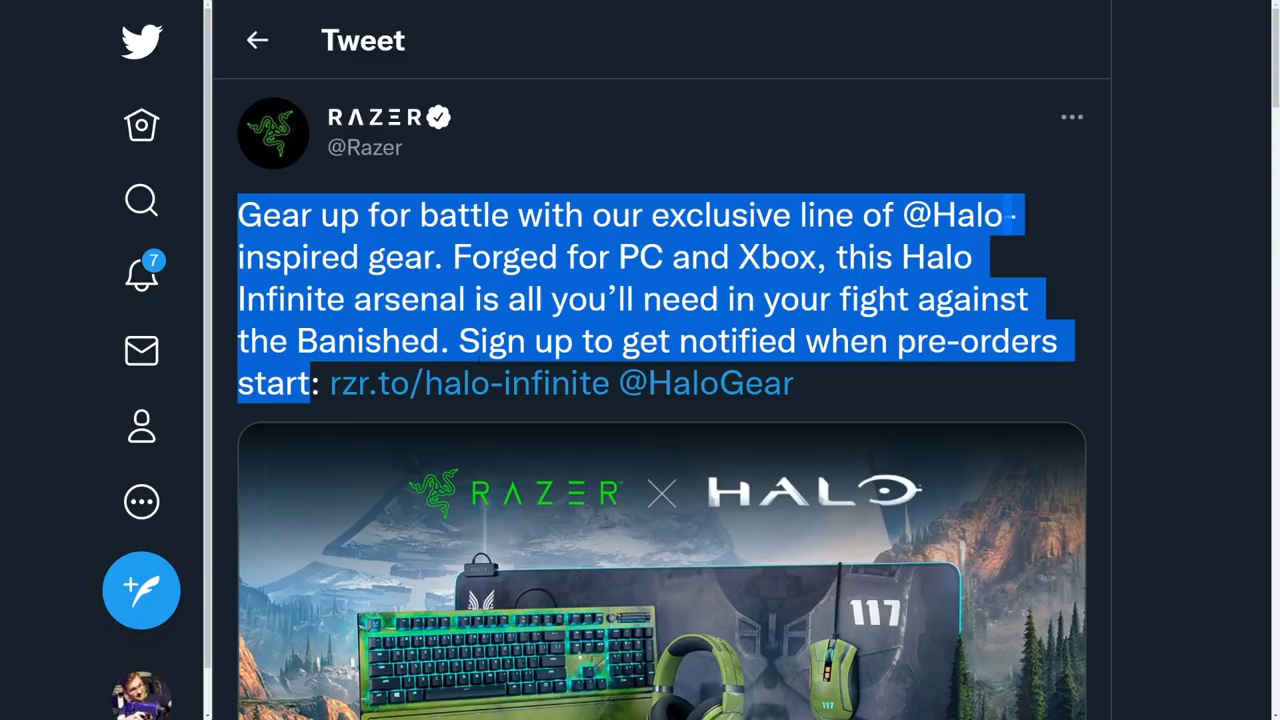 Tweet
RAZER
@Razer
7
Gear up for battle with our exclusive line of @Halo-
inspired gear. Forged for PC and Xbox, this Halo
Infinite arsenal is all you’ll need in your fight against
the Banished. Sign up to get notified when pre-orders
start: rzr.to/halo-infinite @HaloGear
RAZER X HALO
117
117